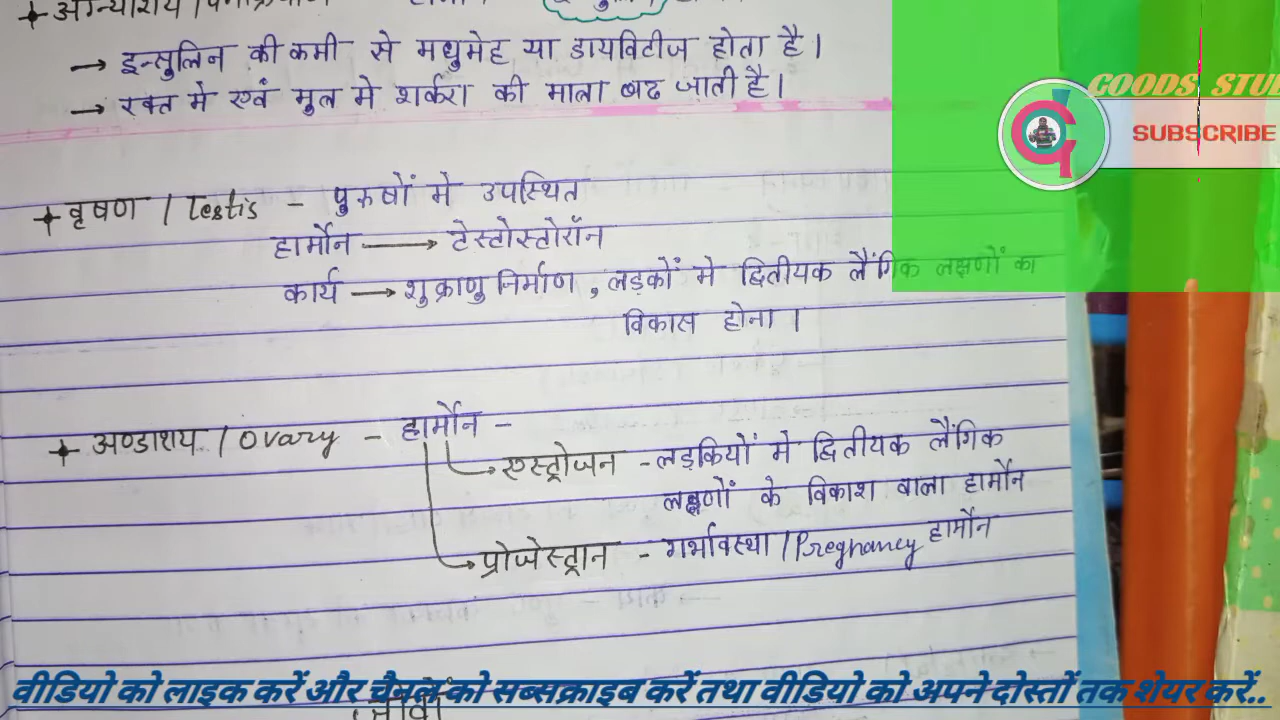 → इन्सुलिन की कमी से मधुमेह या डायबिटीज होता है।
→ रक्त मे एवं मुल मे शर्करा की माला बढ जाती है।
GOODS STU
SUBSCRIBE
वृषण / Testis - पुरुषों मे उपस्थित
हार्मोन → टेस्टोस्टोरॉन
कार्य → शुक्राणु निर्माण, लड़कों मे द्वितीयक लैंगिक लक्षणों का
विकास होना।
अण्डाशय / Ovary - हार्मोन -
→ एस्ट्रोजन - लड़कियों मे द्वितीयक लैंगिक
लक्षणों के विकाश वाला हार्मोन
→ प्रोजेस्ट्रान - गर्भावस्था / Pregnancy हार्मोन
वीडियो को लाइक करें और चैनल को सब्सक्राइब करें तथा वीडियो को अपने दोस्तों तक शेयर करें..